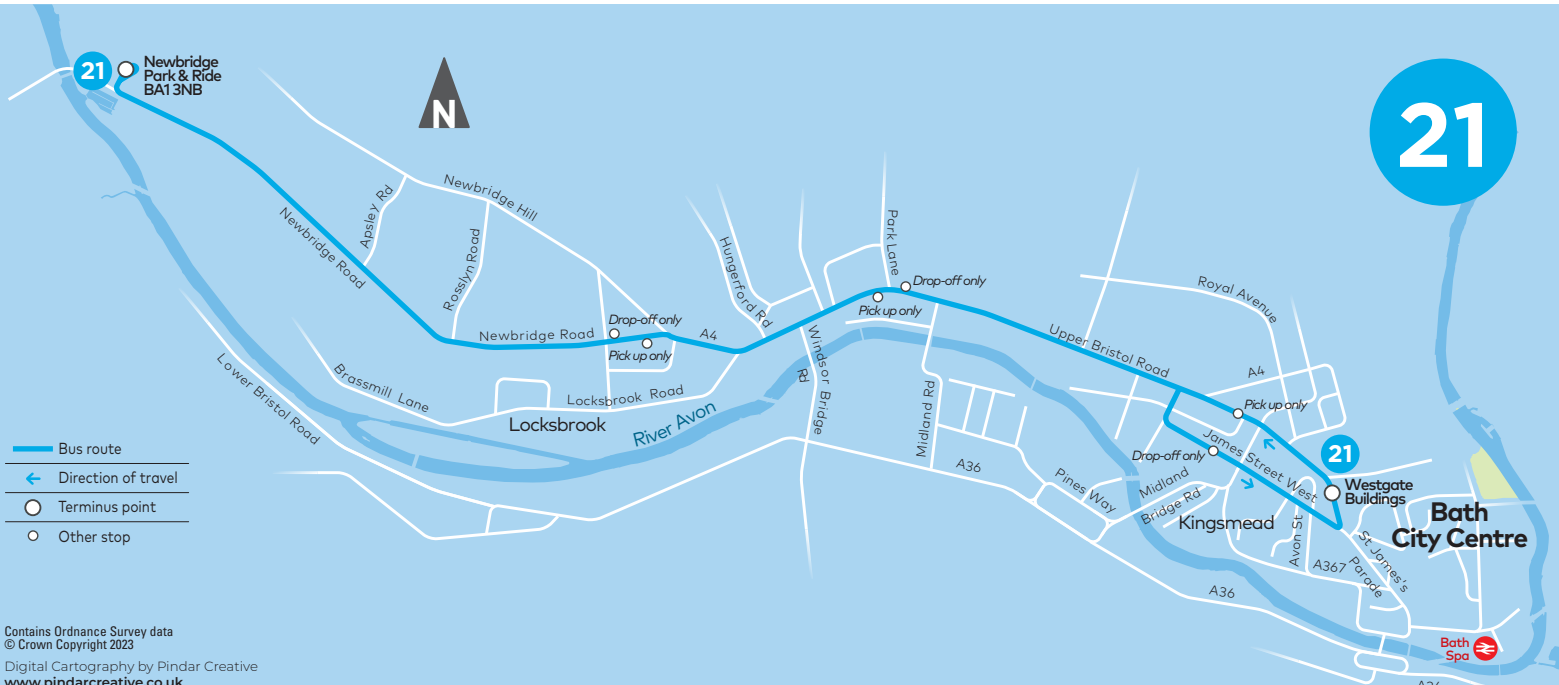 21
Newbridge
Park & Ride
BA1 3NB
N
21
Newbridge Hill
Apsley Rd
Rosslyn Road
Newbridge Road
Newbridge Road
Drop-off only
Pick up only
A4
Hungerford Rd
Park Lane
Drop-off only
Pick up only
Windsor Bridge
Rd
Royal Avenue
Upper Bristol Road
A4
Pick up only
Brassmill Lane
Lower Bristol Road
Locksbrook Road
Locksbrook
River Avon
Midland Rd
A36
Pines Way
Midland
Bridge Rd
Drop-off only
James Street West
21
Westgate
Buildings
Kingsmead
Avon St
A367
St James's
Parade
Bath
City Centre
A36
Bath
Spa
A36
Bus route
Direction of travel
Terminus point
Other stop
Contains Ordnance Survey data
© Crown Copyright 2023
Digital Cartography by Pindar Creative
www.pindarcreative.co.uk